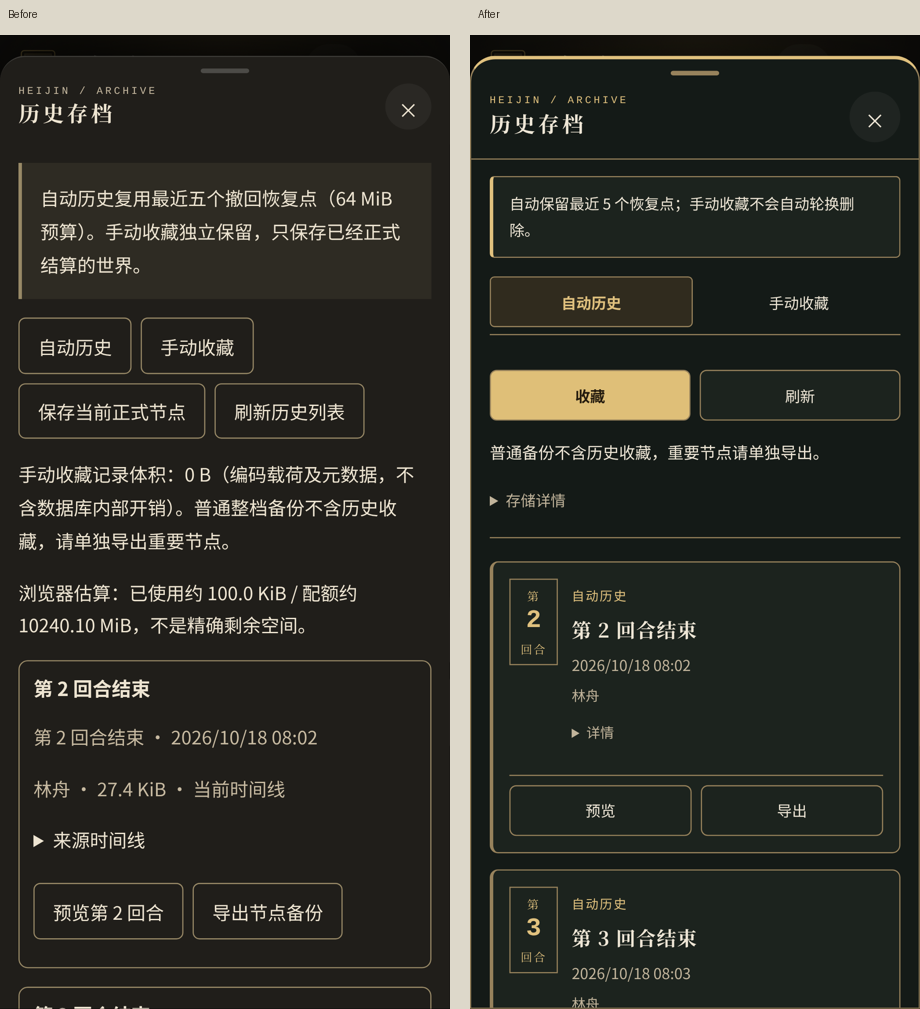 Before
HEIJIN / ARCHIVE
历史存档
×
自动历史复用最近五个撤回恢复点（64 MiB
预算）。手动收藏独立保留，只保存已经正式
结算的世界。
自动历史
手动收藏
保存当前正式节点
刷新历史列表
手动收藏记录体积：0 B（编码载荷及元数据，不
含数据库内部开销）。普通整档备份不含历史收
藏，请单独导出重要节点。
浏览器估算：已使用约 100.0 KiB / 配额约
10240.10 MiB，不是精确剩余空间。
第 2 回合结束
第 2 回合结束 · 2026/10/18 08:02
林舟 · 27.4 KiB · 当前时间线
▶ 来源时间线
预览第 2 回合
导出节点备份
After
HEIJIN / ARCHIVE
历史存档
×
自动保留最近 5 个恢复点；手动收藏不会自动轮换删
除。
自动历史
手动收藏
收藏
刷新
普通备份不含历史收藏，重要节点请单独导出。
▶ 存储详情
第
2
回合
自动历史
第 2 回合结束
2026/10/18 08:02
林舟
▶ 详情
预览
导出
第
3
回合
自动历史
第 3 回合结束
2026/10/18 08:03
林舟